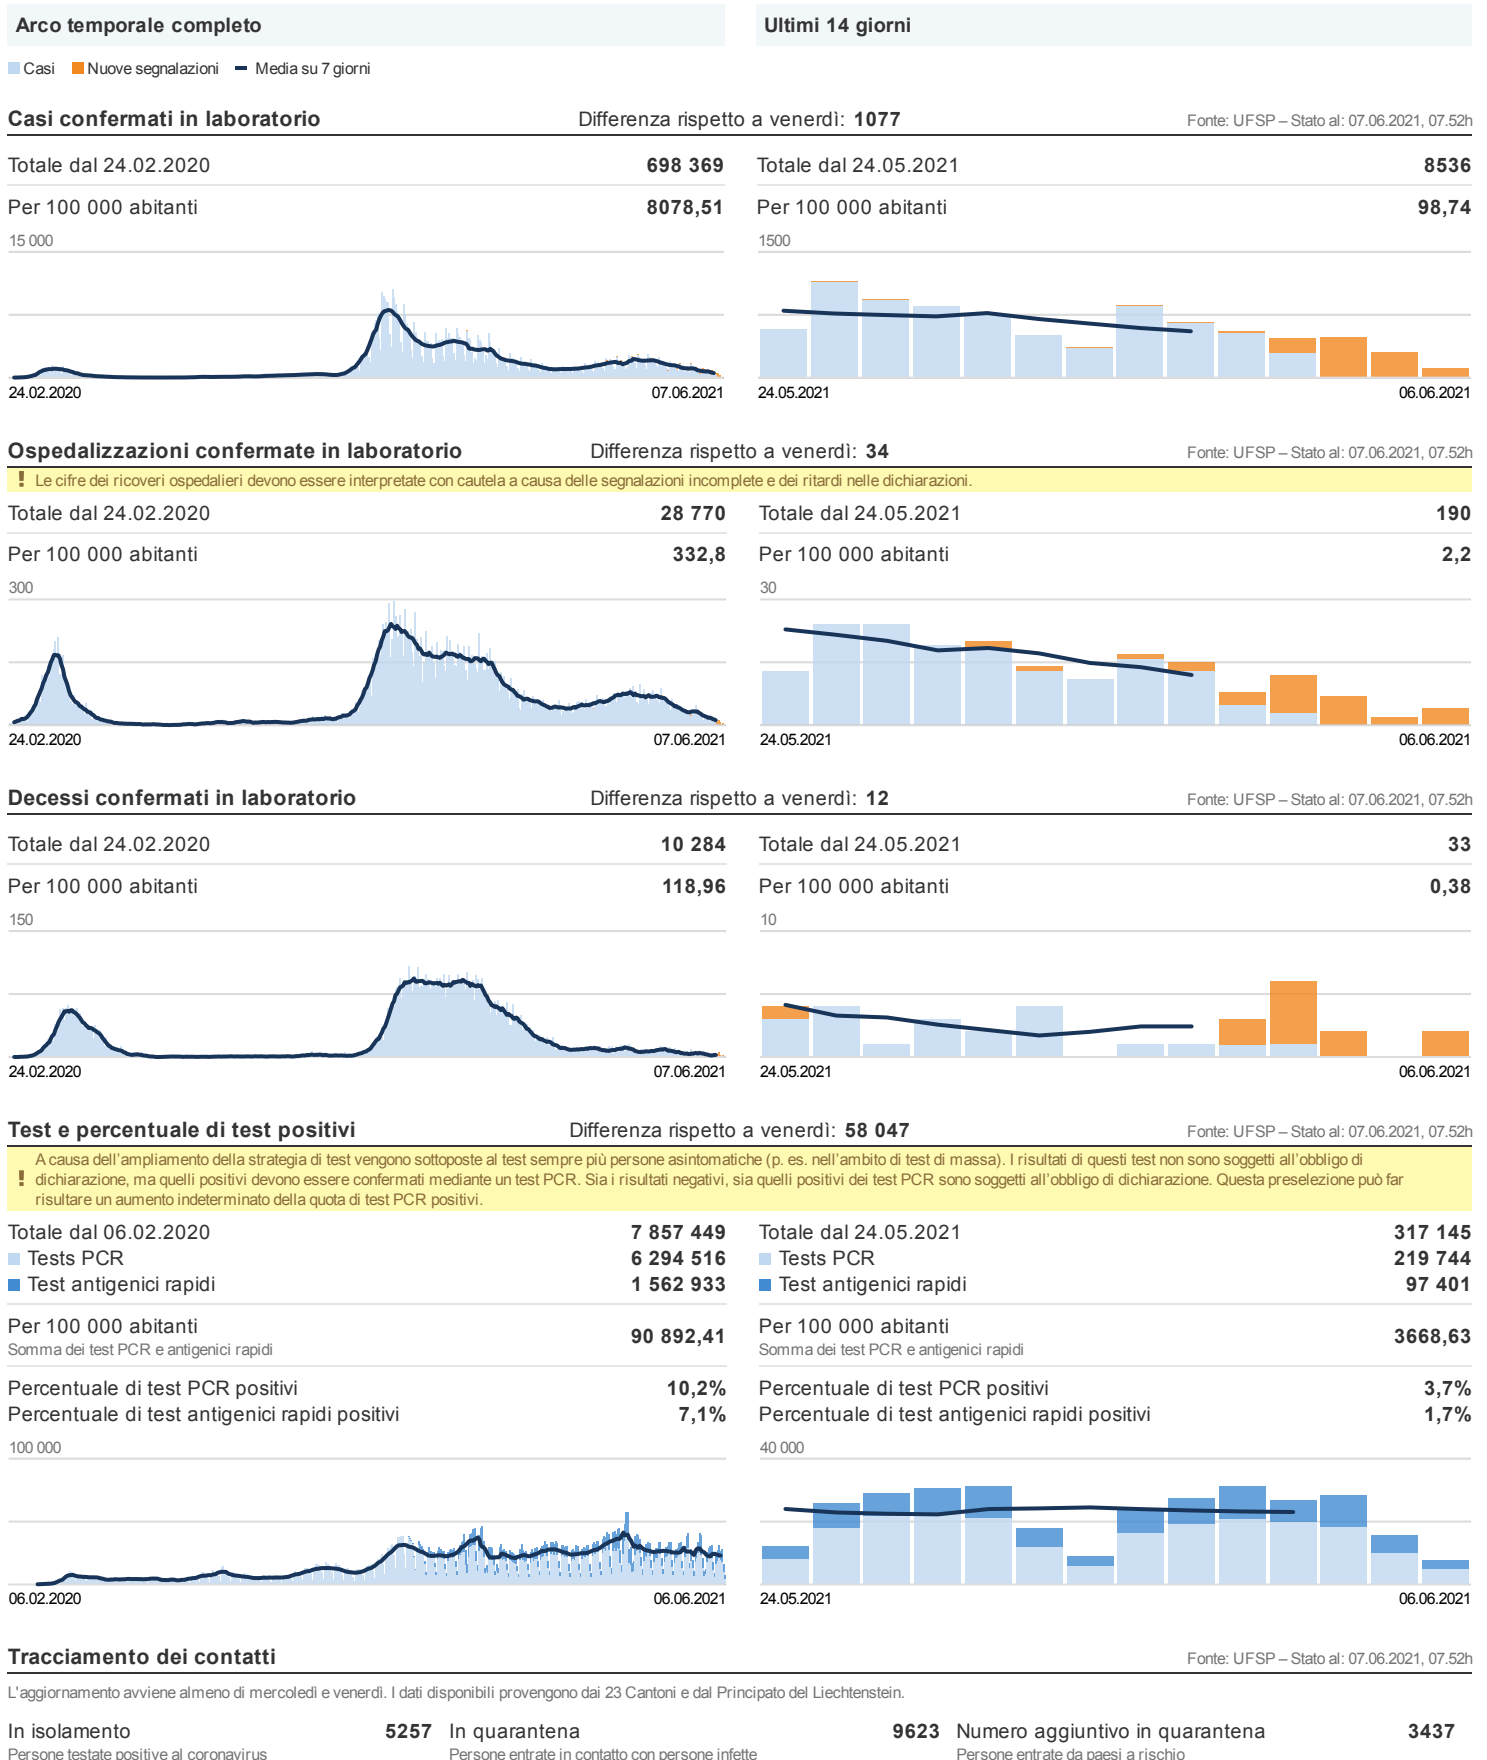 Arco temporale completo
Ultimi 14 giorni
Casi
Nuove segnalazioni
Media su 7 giorni
Casi confermati in laboratorio
Differenza rispetto a venerdì: 1077
Fonte: UFSP – Stato al: 07.06.2021, 07.52h
Totale dal 24.02.2020
698 369
Per 100 000 abitanti
8078,51
15 000
24.02.2020
07.06.2021
Totale dal 24.05.2021
8536
Per 100 000 abitanti
98,74
1500
24.05.2021
06.06.2021
Ospedalizzazioni confermate in laboratorio
Differenza rispetto a venerdì: 34
Fonte: UFSP – Stato al: 07.06.2021, 07.52h
! Le cifre dei ricoveri ospedalieri devono essere interpretate con cautela a causa delle segnalazioni incomplete e dei ritardi nelle dichiarazioni.
Totale dal 24.02.2020
28 770
Per 100 000 abitanti
332,8
300
24.02.2020
07.06.2021
Totale dal 24.05.2021
190
Per 100 000 abitanti
2,2
30
24.05.2021
06.06.2021
Decessi confermati in laboratorio
Differenza rispetto a venerdì: 12
Fonte: UFSP – Stato al: 07.06.2021, 07.52h
Totale dal 24.02.2020
10 284
Per 100 000 abitanti
118,96
150
24.02.2020
07.06.2021
Totale dal 24.05.2021
33
Per 100 000 abitanti
0,38
10
24.05.2021
06.06.2021
Test e percentuale di test positivi
Differenza rispetto a venerdì: 58 047
Fonte: UFSP – Stato al: 07.06.2021, 07.52h
A causa dell'ampliamento della strategia di test vengono sottoposte al test sempre più persone asintomatiche (p. es. nell'ambito di test di massa). I risultati di questi test non sono soggetti all'obbligo di
! dichiarazione, ma quelli positivi devono essere confermati mediante un test PCR. Sia i risultati negativi, sia quelli positivi dei test PCR sono soggetti all'obbligo di dichiarazione. Questa preselezione può far
risultare un aumento indeterminato della quota di test PCR positivi.
Totale dal 06.02.2020
7 857 449
Tests PCR
6 294 516
Test antigenici rapidi
1 562 933
Per 100 000 abitanti
90 892,41
Somma dei test PCR e antigenici rapidi
Percentuale di test PCR positivi
10,2%
Percentuale di test antigenici rapidi positivi
7,1%
100 000
06.02.2020
06.06.2021
Totale dal 24.05.2021
317 145
Tests PCR
219 744
Test antigenici rapidi
97 401
Per 100 000 abitanti
3668,63
Somma dei test PCR e antigenici rapidi
Percentuale di test PCR positivi
3,7%
Percentuale di test antigenici rapidi positivi
1,7%
40 000
24.05.2021
06.06.2021
Tracciamento dei contatti
Fonte: UFSP – Stato al: 07.06.2021, 07.52h
L'aggiornamento avviene almeno di mercoledì e venerdì. I dati disponibili provengono dai 23 Cantoni e dal Principato del Liechtenstein.
In isolamento
5257
Persone testate positive al coronavirus
In quarantena
9623
Persone entrate in contatto con persone infette
Numero aggiuntivo in quarantena
3437
Persone entrate da paesi a rischio